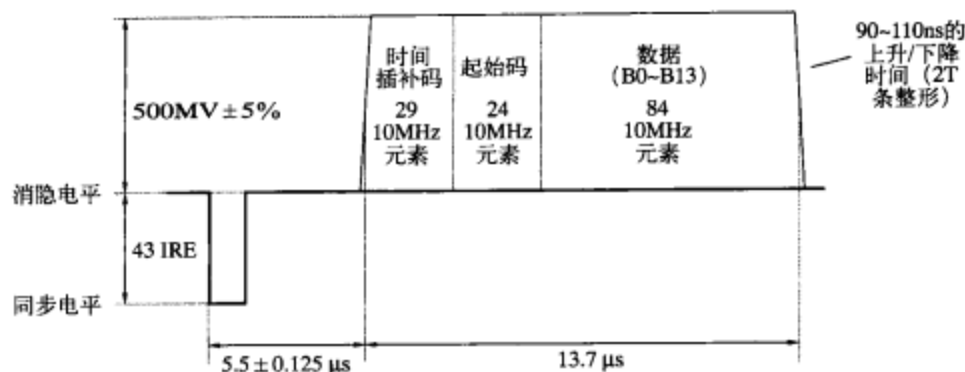 90~110ns的
上升/下降
时间（2T
条整形）
时间
插补码
29
10MHz
元素
起始码
24
10MHz
元素
数据
（B0~B13）
84
10MHz
元素
500MV±5%
消隐电平
43 IRE
同步电平
5.5±0.125 μs
13.7 μs